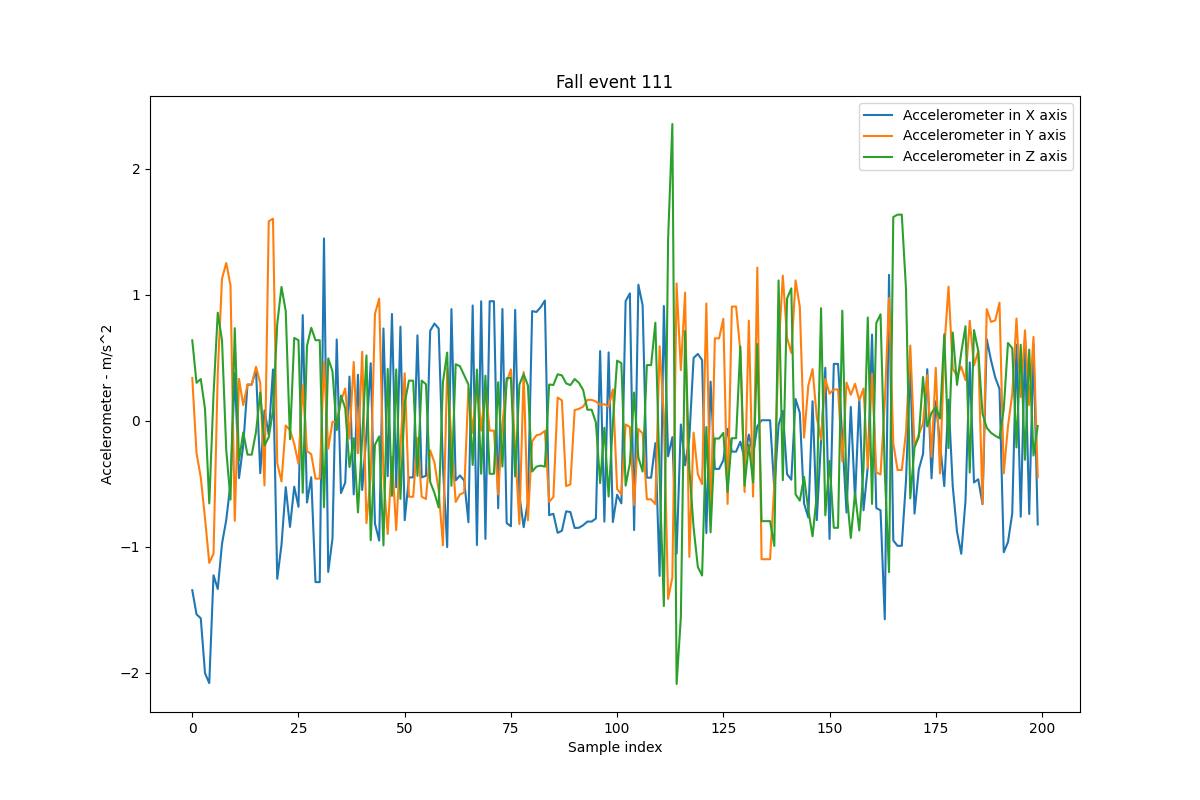 Fall event 111
Accelerometer in X axis
Accelerometer in Y axis
Accelerometer in Z axis
Accelerometer - m/s^2
2
1
0
−1
−2
0 25 50 75 100 125 150 175 200
Sample index